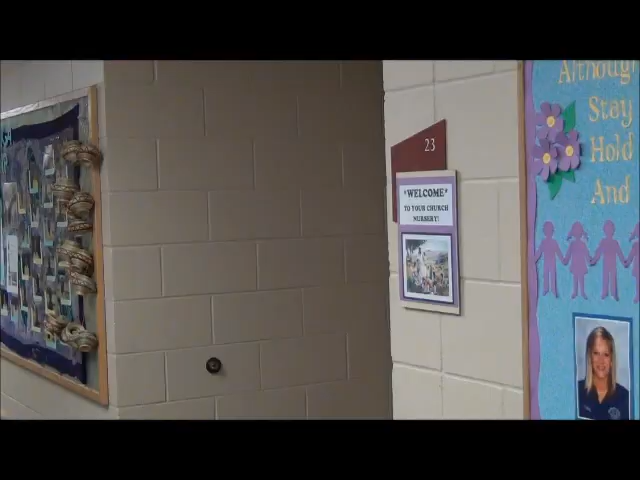 23
*WELCOME*
TO YOUR CHURCH
NURSERY!
Although
Stay
Hold
And